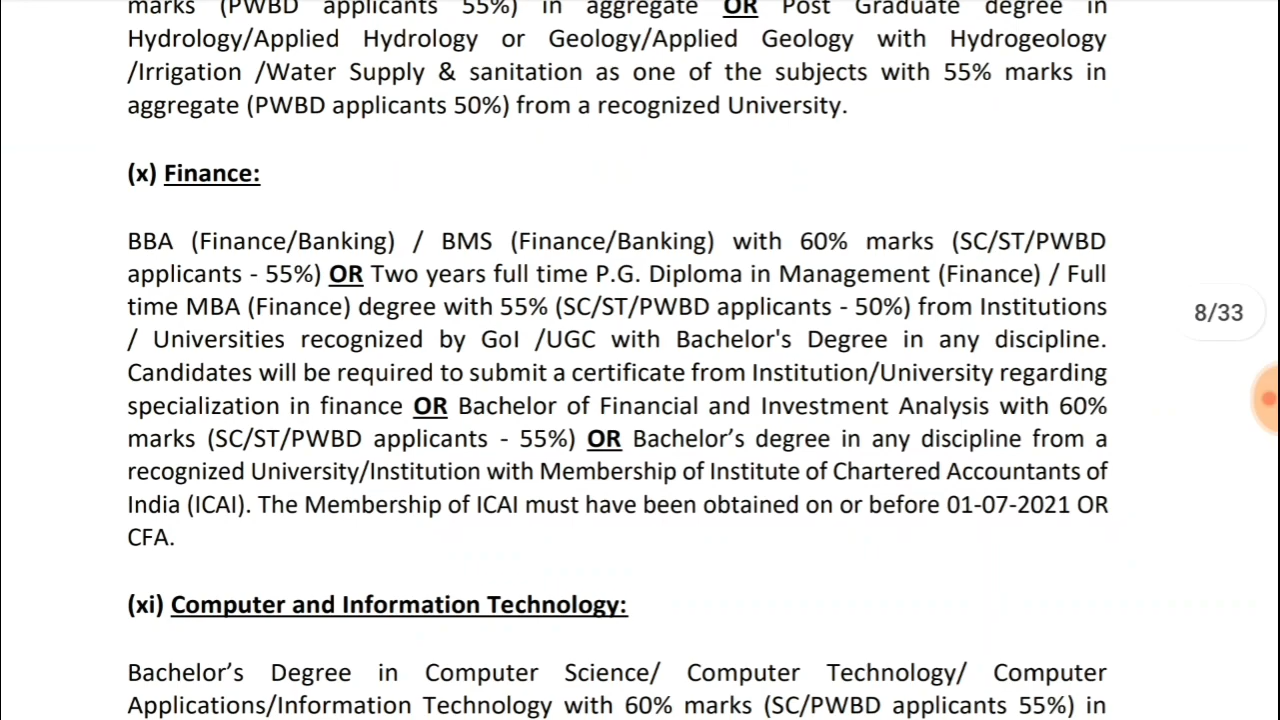 marks (PWBD applicants 55%) in aggregate OR Post Graduate degree in
Hydrology/Applied Hydrology or Geology/Applied Geology with Hydrogeology
/Irrigation /Water Supply & sanitation as one of the subjects with 55% marks in
aggregate (PWBD applicants 50%) from a recognized University.
(x) Finance:
BBA (Finance/Banking) / BMS (Finance/Banking) with 60% marks (SC/ST/PWBD
applicants - 55%) OR Two years full time P.G. Diploma in Management (Finance) / Full
time MBA (Finance) degree with 55% (SC/ST/PWBD applicants - 50%) from Institutions
/ Universities recognized by GoI /UGC with Bachelor's Degree in any discipline.
Candidates will be required to submit a certificate from Institution/University regarding
specialization in finance OR Bachelor of Financial and Investment Analysis with 60%
marks (SC/ST/PWBD applicants - 55%) OR Bachelor’s degree in any discipline from a
recognized University/Institution with Membership of Institute of Chartered Accountants of
India (ICAI). The Membership of ICAI must have been obtained on or before 01-07-2021 OR
CFA.
8/33
(xi) Computer and Information Technology:
Bachelor’s Degree in Computer Science/ Computer Technology/ Computer
Applications/Information Technology with 60% marks (SC/PWBD applicants 55%) in